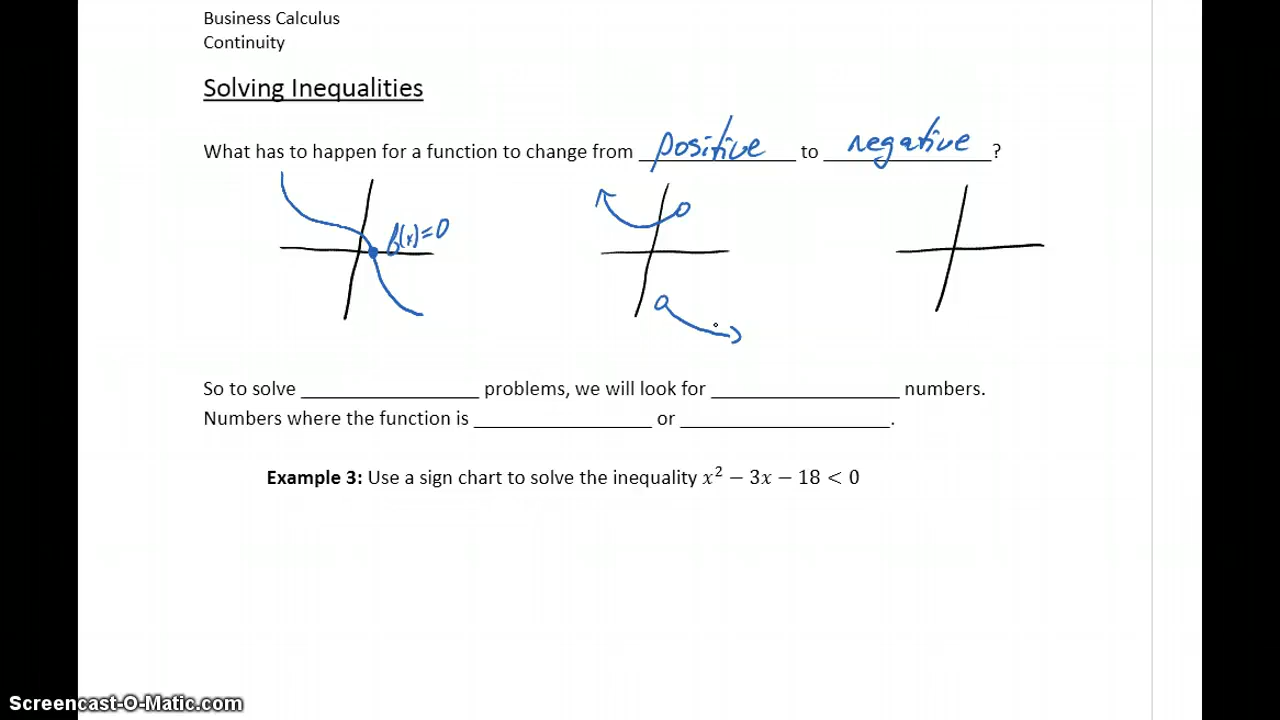 Business Calculus
Continuity
Solving Inequalities
What has to happen for a function to change from positive to negative?
f(x)=0
So to solve ________________ problems, we will look for _________________ numbers.
Numbers where the function is ________________ or ___________________.
Example 3: Use a sign chart to solve the inequality x² − 3x − 18 < 0
Screencast-O-Matic.com